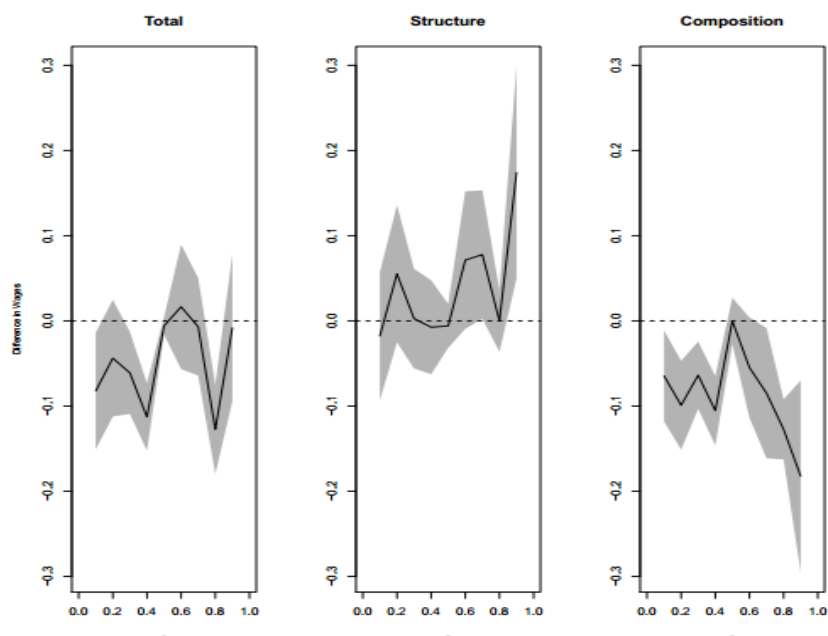 Total Structure Composition
0.3 0.3 0.3
0.2 0.2 0.2
0.1 0.1 0.1
0.0 0.0 0.0
-0.1 -0.1 -0.1
-0.2 -0.2 -0.2
-0.3 -0.3 -0.3
Difference in Wages
0.0 0.2 0.4 0.6 0.8 1.0 0.0 0.2 0.4 0.6 0.8 1.0 0.0 0.2 0.4 0.6 0.8 1.0